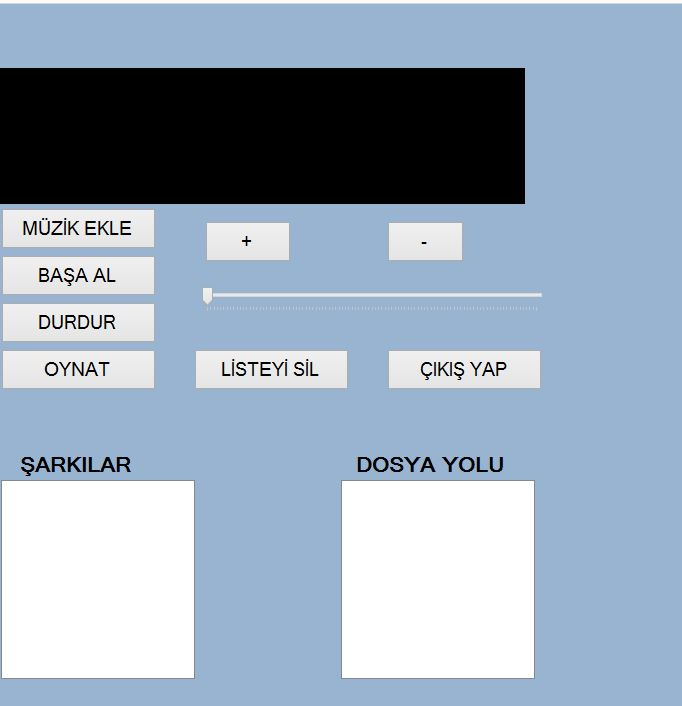 MÜZİK EKLE
+
-
BAŞA AL
DURDUR
OYNAT
LİSTEYİ SİL
ÇIKIŞ YAP
ŞARKILAR
DOSYA YOLU